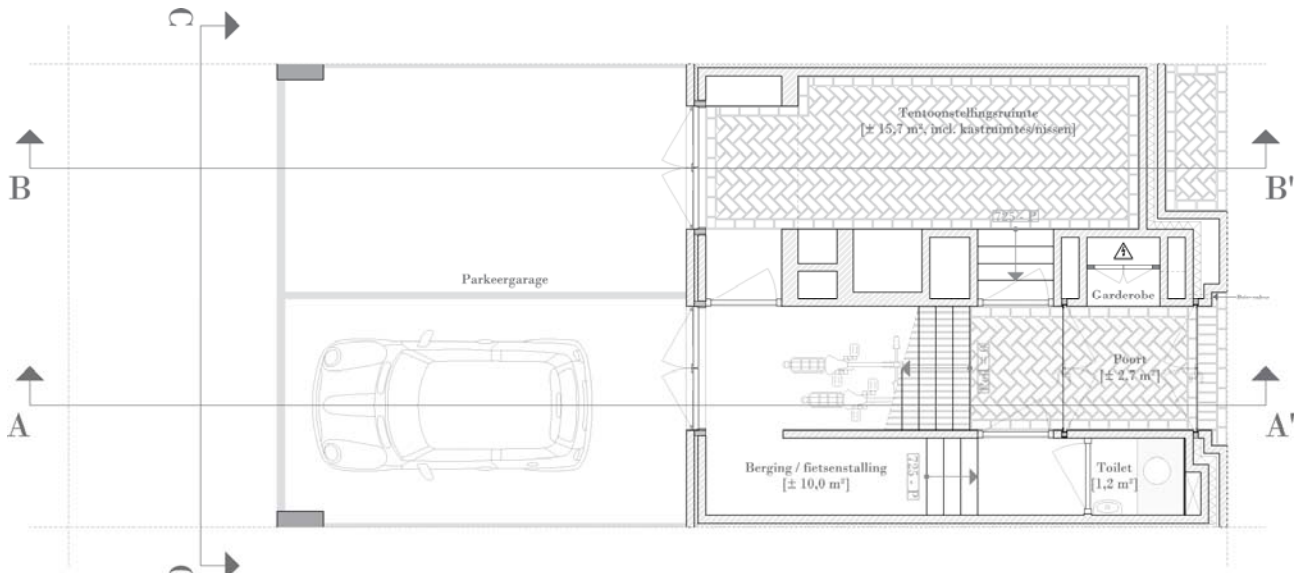 C
Tentoonstellingsruimte
[± 15,7 m², incl. kastruimtes/nissen]
B
B'
Parkeergarage
Garderobe
Poort
[± 2,7 m²]
A
A'
Berging / fietsenstalling
[± 10,0 m²]
Toilet
[1,2 m²]